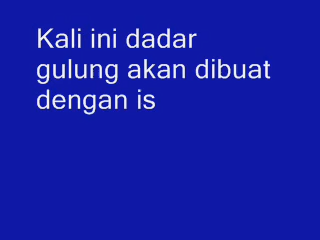 Kali ini dadar
gulung akan dibuat
dengan is